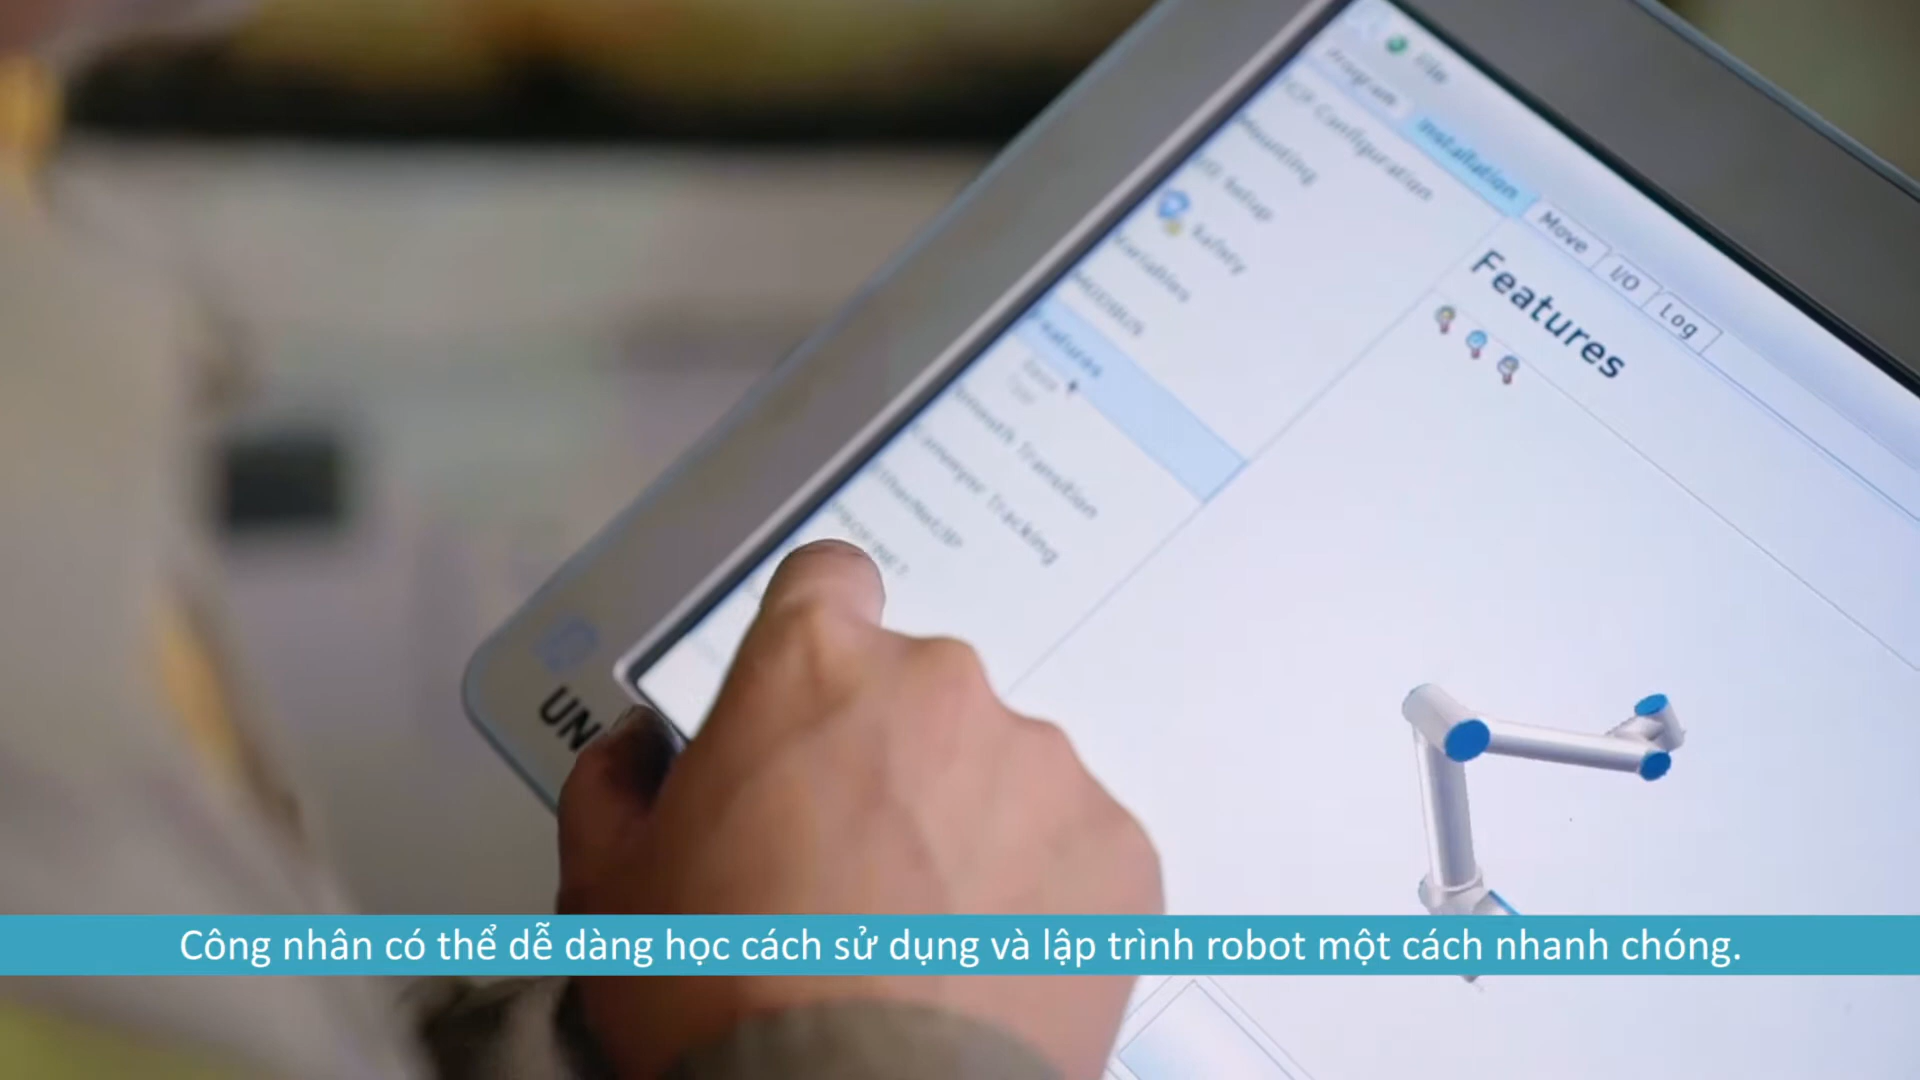 File
Program
Installation
Move
I/O
Log
TCP Configuration
Mounting
I/O Setup
Safety
Variables
MODBUS
Features
Base
Tool
Smooth Transition
Conveyor Tracking
EtherNet/IP
PROFINET
Features
UN
Công nhân có thể dễ dàng học cách sử dụng và lập trình robot một cách nhanh chóng.